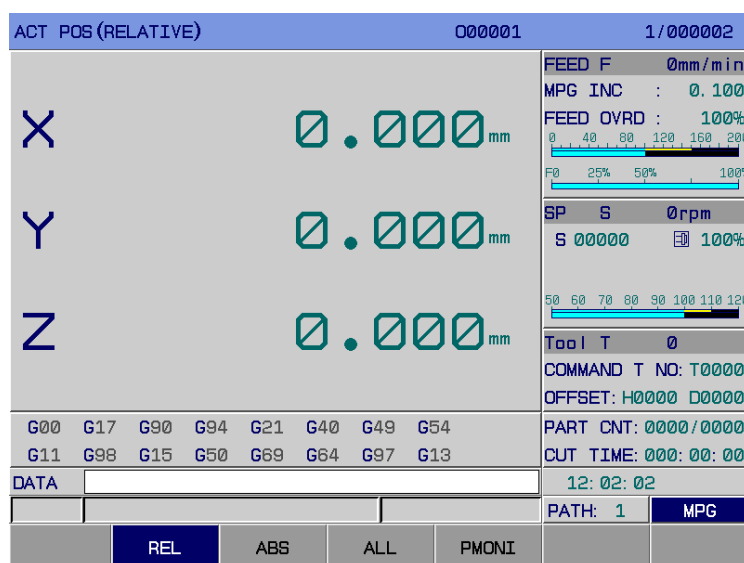 ACT POS(RELATIVE) O00001 1/000002
X 0.000 mm
Y 0.000 mm
Z 0.000 mm
FEED F 0mm/min
MPG INC : 0.100
FEED OVRD : 100%
0 40 80 120 160 200
F0 25% 50% 100%
SP S 0rpm
S 00000 100%
50 60 70 80 90 100 110 120
Tool T 0
COMMAND T NO: T0000
OFFSET: H0000 D0000
G00 G17 G90 G94 G21 G40 G49 G54
G11 G98 G15 G50 G69 G64 G97 G13
PART CNT: 0000/0000
CUT TIME: 000:00:00
DATA
12:02:02
PATH: 1 MPG
REL ABS ALL PMONI